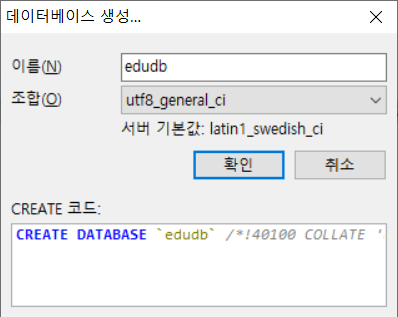 데이터베이스 생성...
이름(N) edudb
조합(O) utf8_general_ci
서버 기본값: latin1_swedish_ci
확인 취소
CREATE 코드:
CREATE DATABASE `edudb` /*!40100 COLLATE '